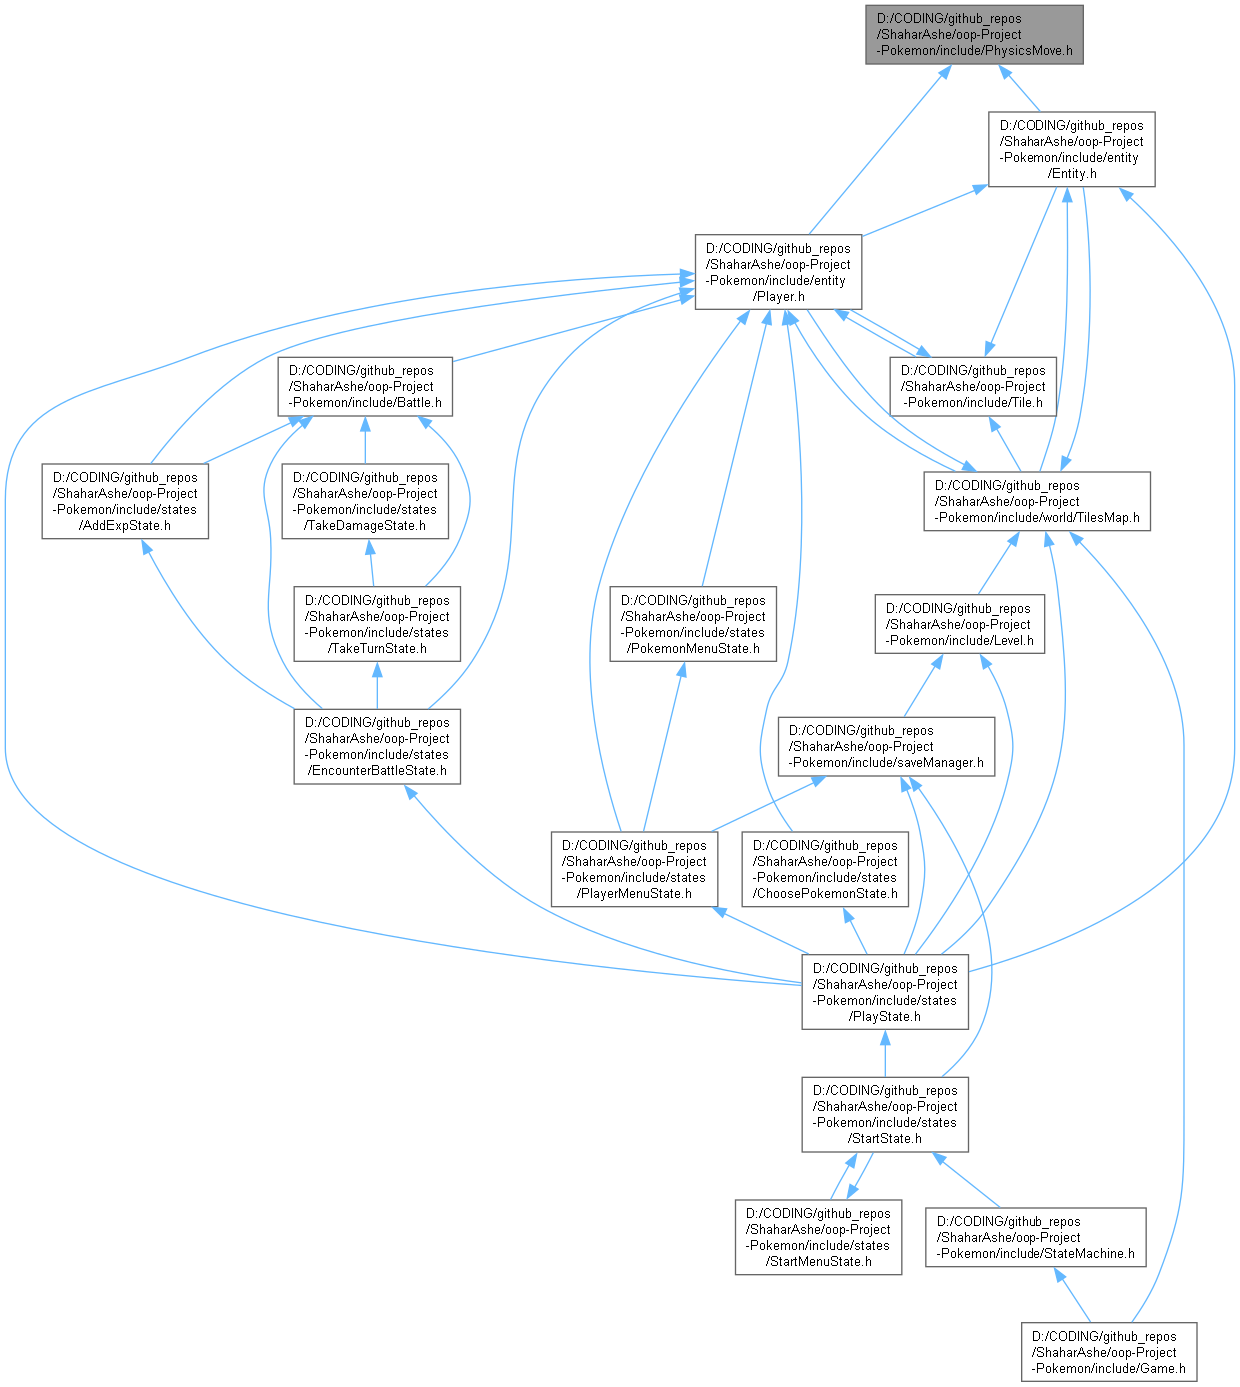 D:/CODING/github_repos
/ShaharAshe/oop-Project
-Pokemon/include/PhysicsMove.h
D:/CODING/github_repos
/ShaharAshe/oop-Project
-Pokemon/include/entity
/Entity.h
D:/CODING/github_repos
/ShaharAshe/oop-Project
-Pokemon/include/entity
/Player.h
D:/CODING/github_repos
/ShaharAshe/oop-Project
-Pokemon/include/Battle.h
D:/CODING/github_repos
/ShaharAshe/oop-Project
-Pokemon/include/Tile.h
D:/CODING/github_repos
/ShaharAshe/oop-Project
-Pokemon/include/states
/AddExpState.h
D:/CODING/github_repos
/ShaharAshe/oop-Project
-Pokemon/include/states
/TakeDamageState.h
D:/CODING/github_repos
/ShaharAshe/oop-Project
-Pokemon/include/world/TilesMap.h
D:/CODING/github_repos
/ShaharAshe/oop-Project
-Pokemon/include/states
/TakeTurnState.h
D:/CODING/github_repos
/ShaharAshe/oop-Project
-Pokemon/include/states
/PokemonMenuState.h
D:/CODING/github_repos
/ShaharAshe/oop-Project
-Pokemon/include/Level.h
D:/CODING/github_repos
/ShaharAshe/oop-Project
-Pokemon/include/states
/EncounterBattleState.h
D:/CODING/github_repos
/ShaharAshe/oop-Project
-Pokemon/include/saveManager.h
D:/CODING/github_repos
/ShaharAshe/oop-Project
-Pokemon/include/states
/PlayerMenuState.h
D:/CODING/github_repos
/ShaharAshe/oop-Project
-Pokemon/include/states
/ChoosePokemonState.h
D:/CODING/github_repos
/ShaharAshe/oop-Project
-Pokemon/include/states
/PlayState.h
D:/CODING/github_repos
/ShaharAshe/oop-Project
-Pokemon/include/states
/StartState.h
D:/CODING/github_repos
/ShaharAshe/oop-Project
-Pokemon/include/states
/StartMenuState.h
D:/CODING/github_repos
/ShaharAshe/oop-Project
-Pokemon/include/StateMachine.h
D:/CODING/github_repos
/ShaharAshe/oop-Project
-Pokemon/include/Game.h